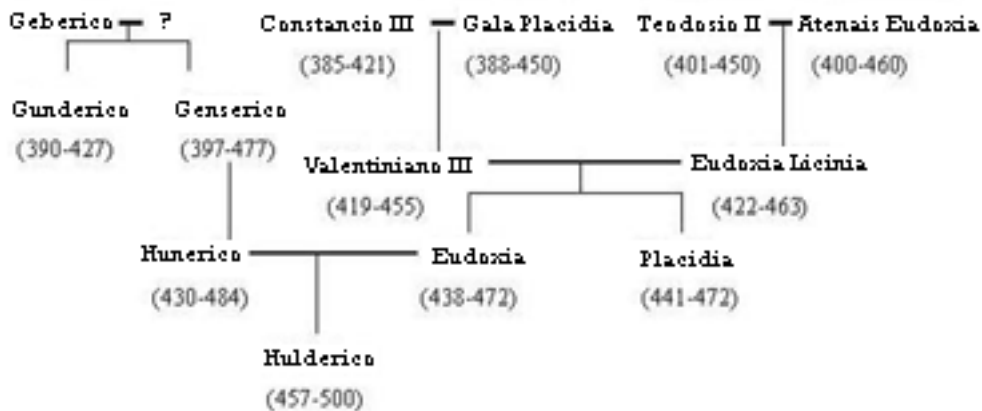 Geberico ?
Constancio III Gala Placidia
Teodosio II Atenais Eudoxia
(385-421) (388-450)
(401-450) (400-460)
Gunderico Genserico
(390-427) (397-477)
Valentiniano III Eudoxia Licinia
(419-455) (422-463)
Hunerico Eudoxia Placidia
(430-484) (438-472) (441-472)
Hulderico
(457-500)